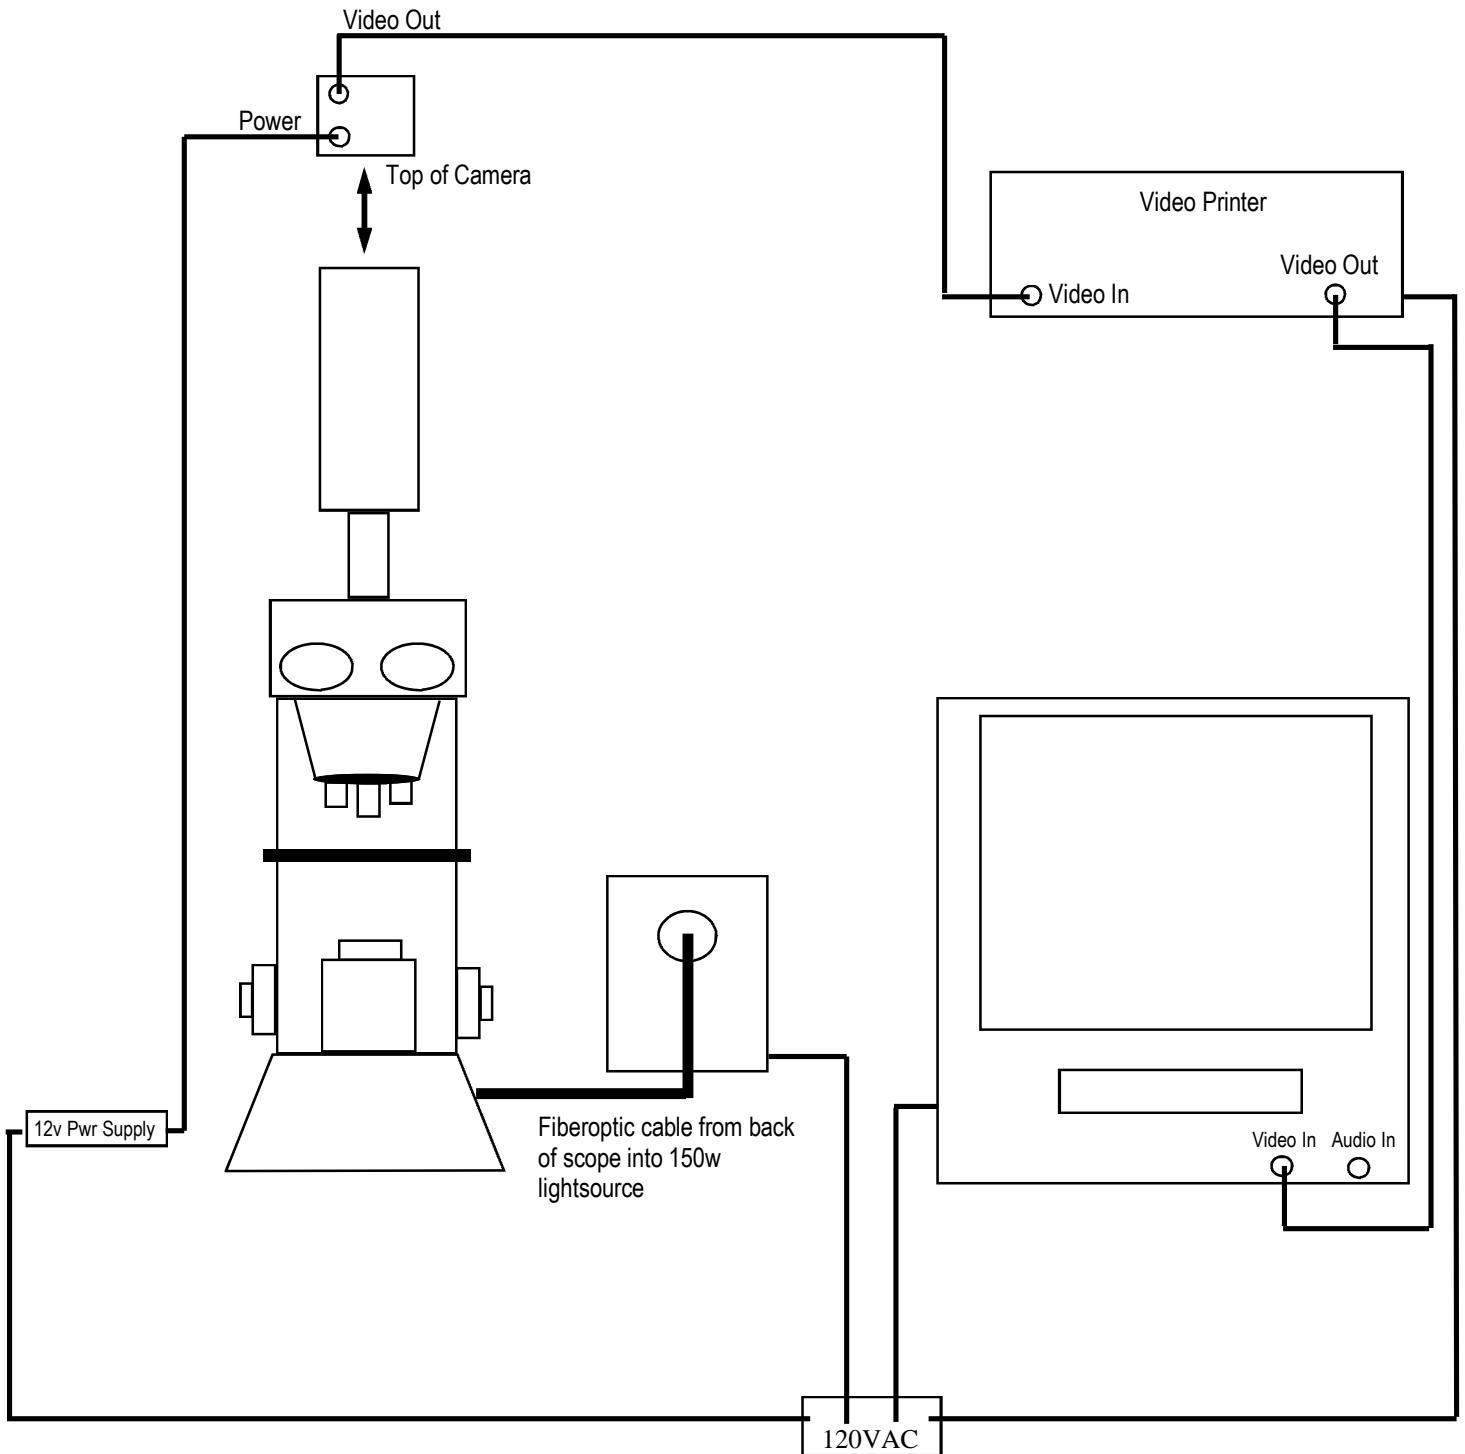 Video Out
Power
Top of Camera
Video Printer
Video Out
Video In
12v Pwr Supply
Fiberoptic cable from back
of scope into 150w
lightsource
Video In
Audio In
120VAC